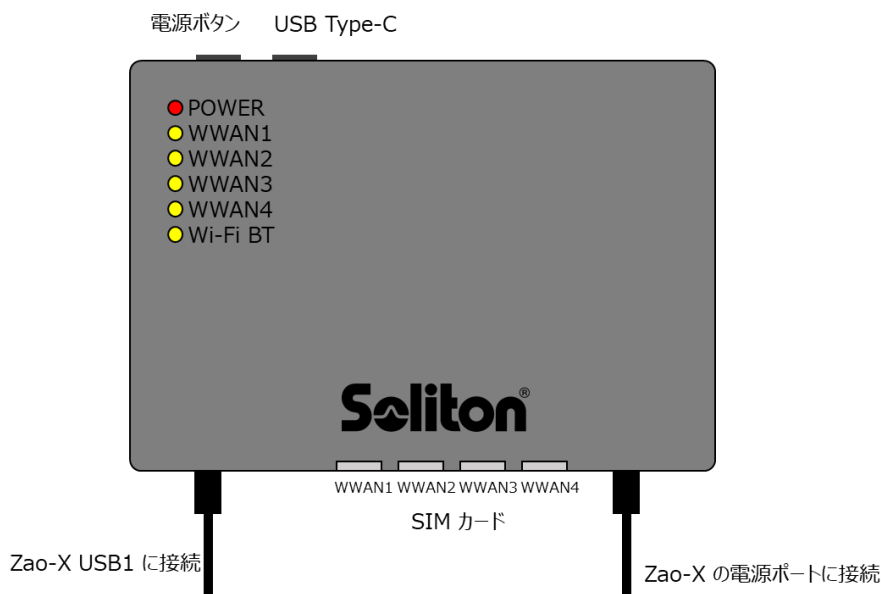 電源ボタン USB Type-C
POWER
WWAN1
WWAN2
WWAN3
WWAN4
Wi-Fi BT
Soliton®
WWAN1 WWAN2 WWAN3 WWAN4
SIM カード
Zao-X USB1 に接続
Zao-X の電源ポートに接続